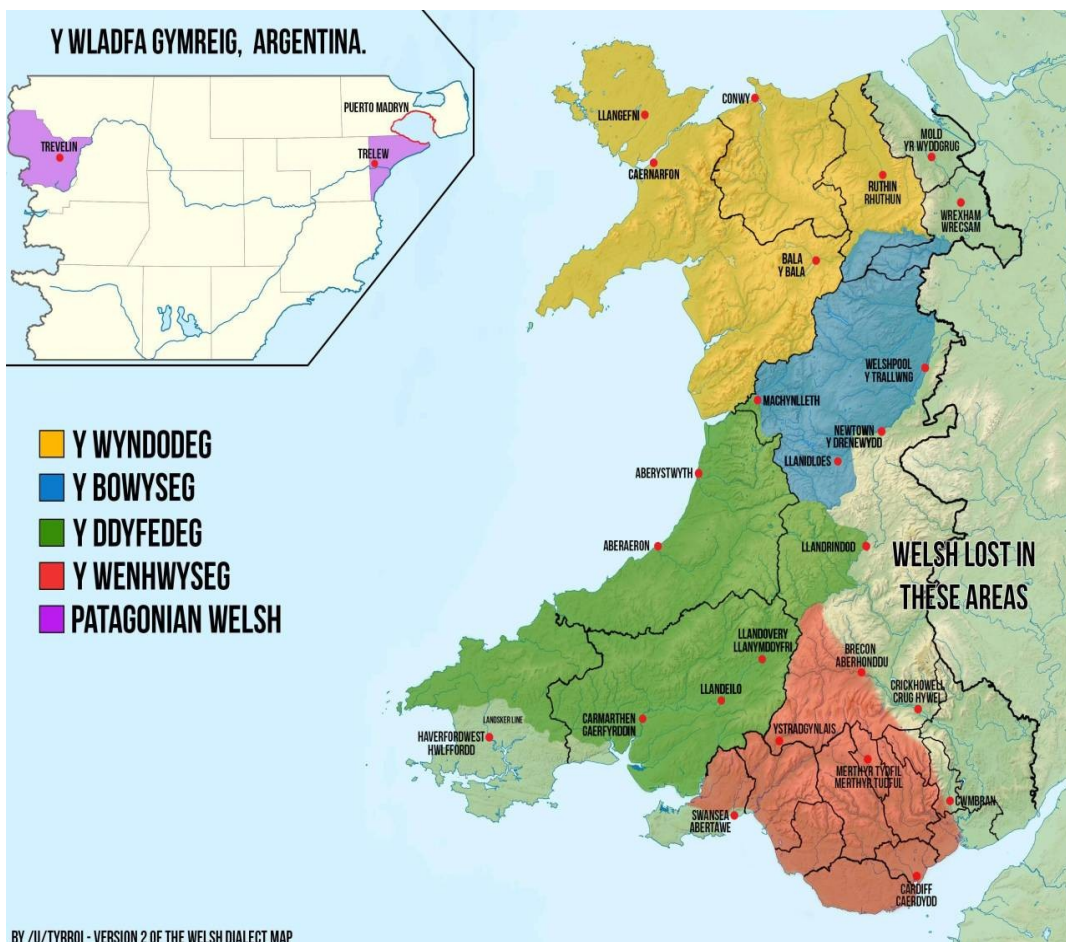 Y WLADFA GYMREIG, ARGENTINA.
PUERTO MADRYN
TREVELIN
TRELEW
CONWY
LLANGEFNI
CAERNARFON
MOLD
YR WYDDGRUG
RUTHIN
RHUTHUN
WREXHAM
WRECSAM
BALA
Y BALA
WELSHPOOL
Y TRALLWNG
MACHYNLLETH
NEWTOWN
Y DRENEWYDD
LLANIDLOES
Y WYNDODEG
Y BOWYSEG
Y DDYFEDEG
Y WENHWYSEG
PATAGONIAN WELSH
ABERYSTWYTH
ABERAERON
LLANDRINDOD
WELSH LOST IN
THESE AREAS
LLANDOVERY
LLANYMDDYFRI
BRECON
ABERHONDDU
LLANDEILO
CRICKHOWELL
CRUG HYWEL
LANDSKER LINE
CARMARTHEN
GAERFYRDDIN
HAVERFORDWEST
HWLFFORDD
YSTRADGYNLAIS
MERTHYR TYDFIL
MERTHYR TUDFUL
CWMBRAN
SWANSEA
ABERTAWE
CARDIFF
CAERDYDD
BY /U/TYRROI - VERSION 2 OF THE WELSH DIALECT MAP